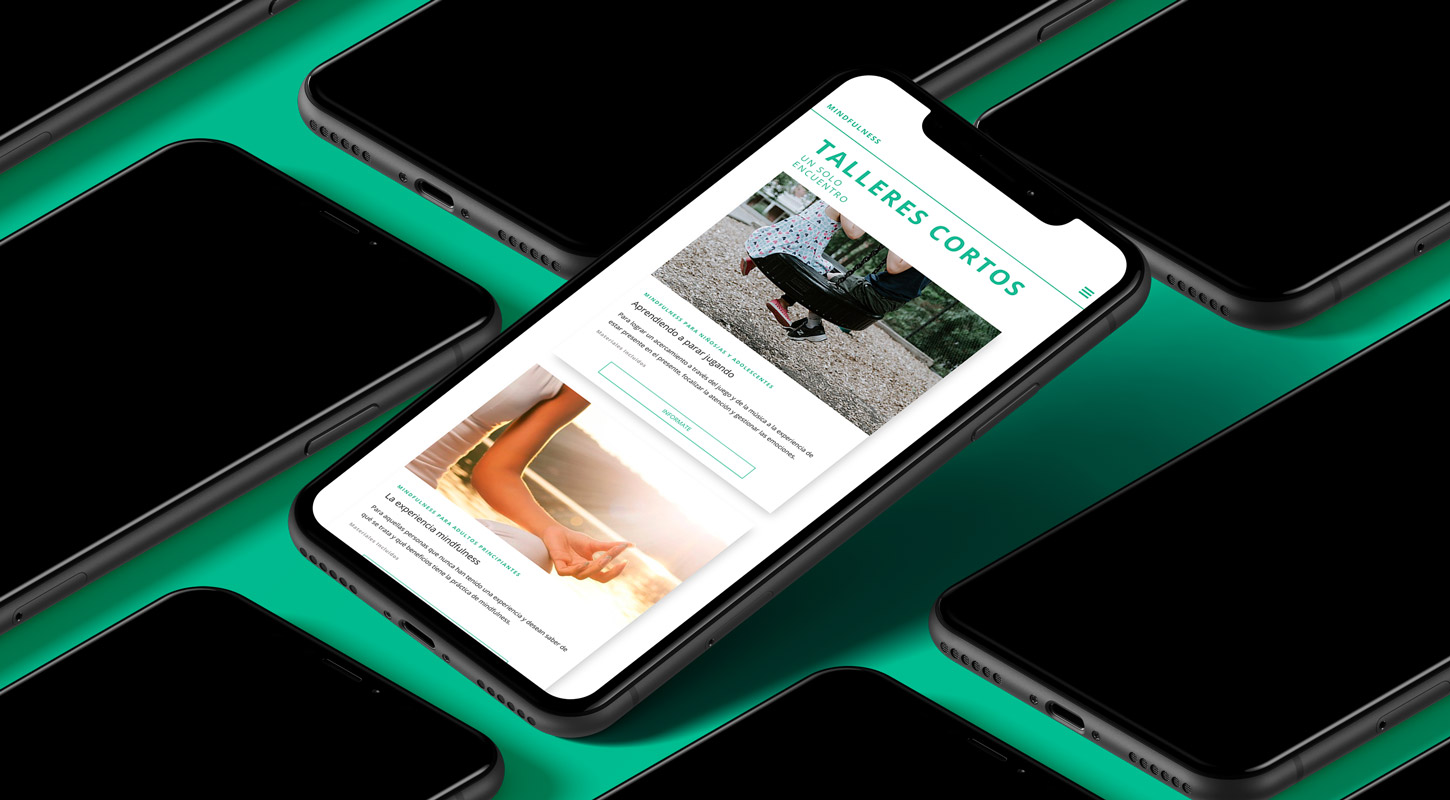 MINDFULNESS
TALLERES CORTOS
UN SOLO
ENCUENTRO
MINDFULNESS PARA NIÑOS/AS Y ADOLESCENTES
Aprendiendo a parar jugando
Para lograr un acercamiento a través del juego y de la música a la experiencia de
estar presente en el presente, focalizar la atención y gestionar las emociones.
Materiales incluidos
INFORMATE
MINDFULNESS PARA ADULTOS PRINCIPIANTES
La experiencia mindfulness
Para aquellas personas que nunca han tenido una experiencia y desean saber de
qué se trata y qué beneficios tiene la práctica de mindfulness.
Materiales incluidos